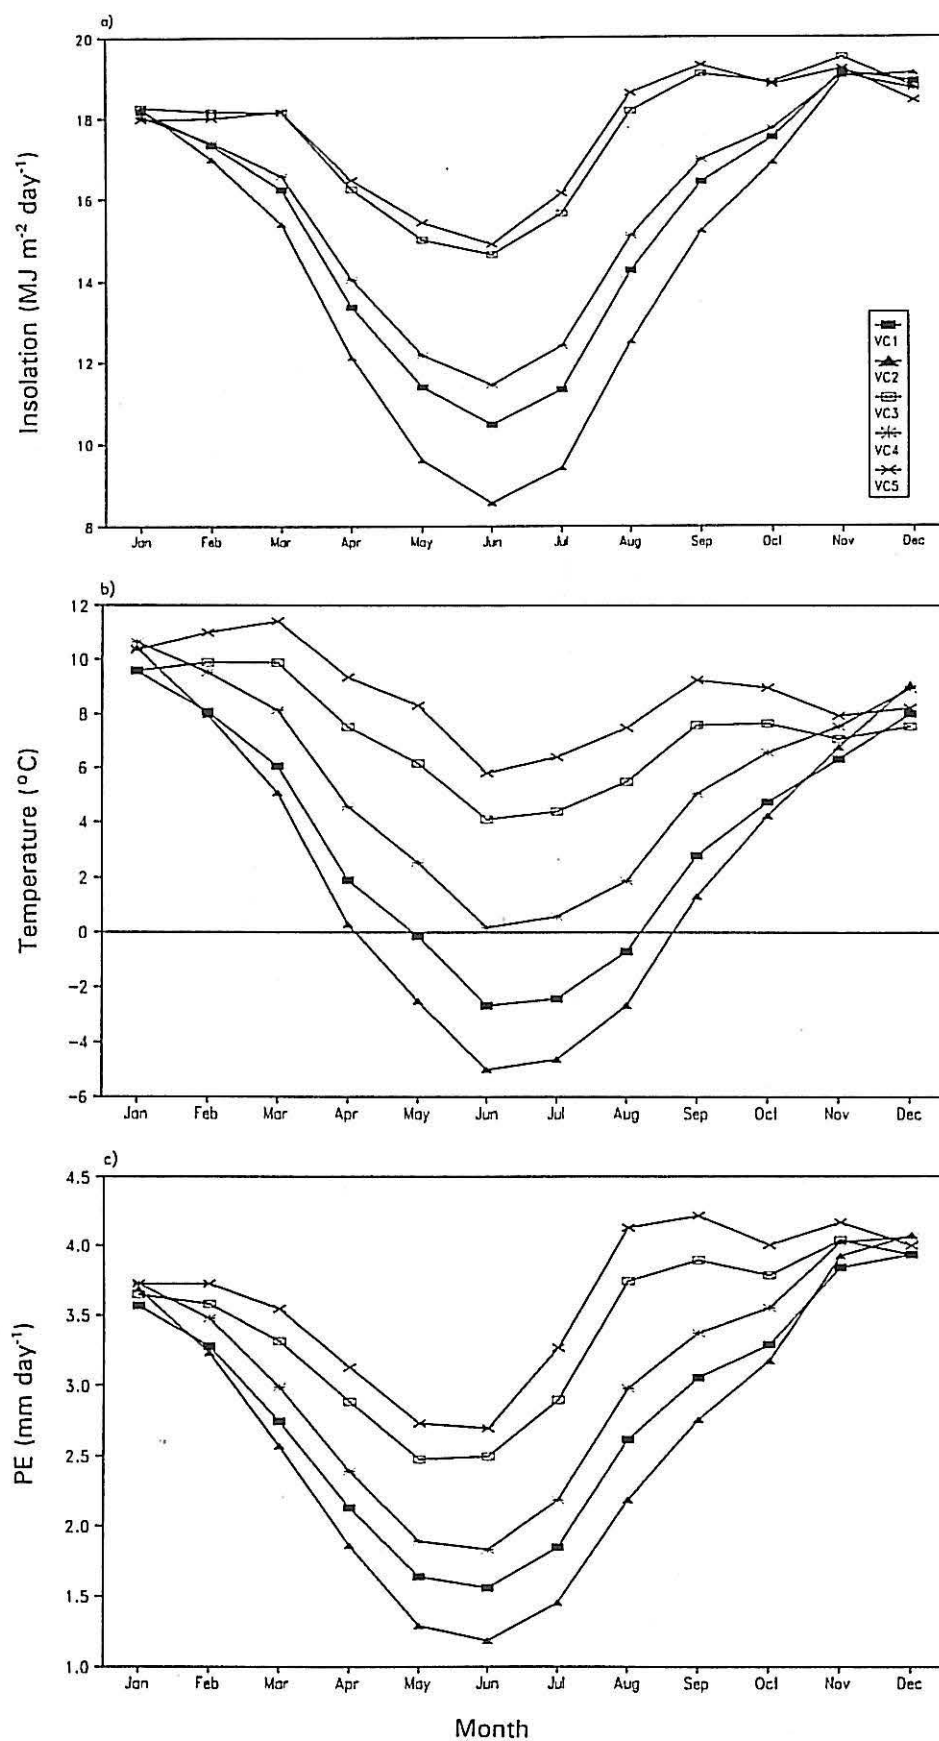 a)
Insolation (MJ m⁻² day⁻¹)
20
18
16
14
12
10
8
VC1
VC2
VC3
VC4
VC5
Jan Feb Mar Apr May Jun Jul Aug Sep Oct Nov Dec
b)
Temperature (°C)
12
10
8
6
4
2
0
-2
-4
-6
Jan Feb Mar Apr May Jun Jul Aug Sep Oct Nov Dec
c)
PE (mm day⁻¹)
4.5
4.0
3.5
3.0
2.5
2.0
1.5
1.0
Jan Feb Mar Apr May Jun Jul Aug Sep Oct Nov Dec
Month